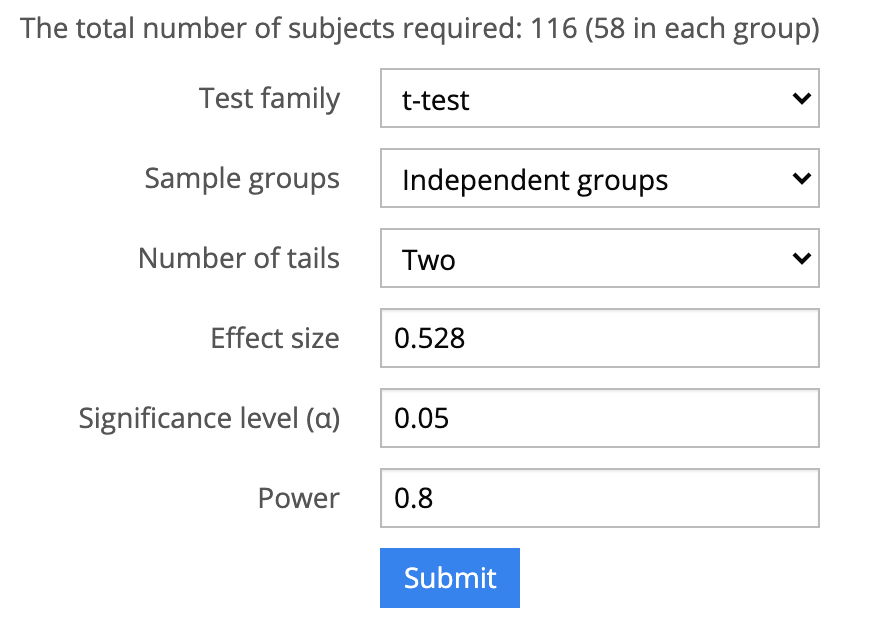 The total number of subjects required: 116 (58 in each group)
Test family t-test
Sample groups Independent groups
Number of tails Two
Effect size 0.528
Significance level (α) 0.05
Power 0.8
Submit